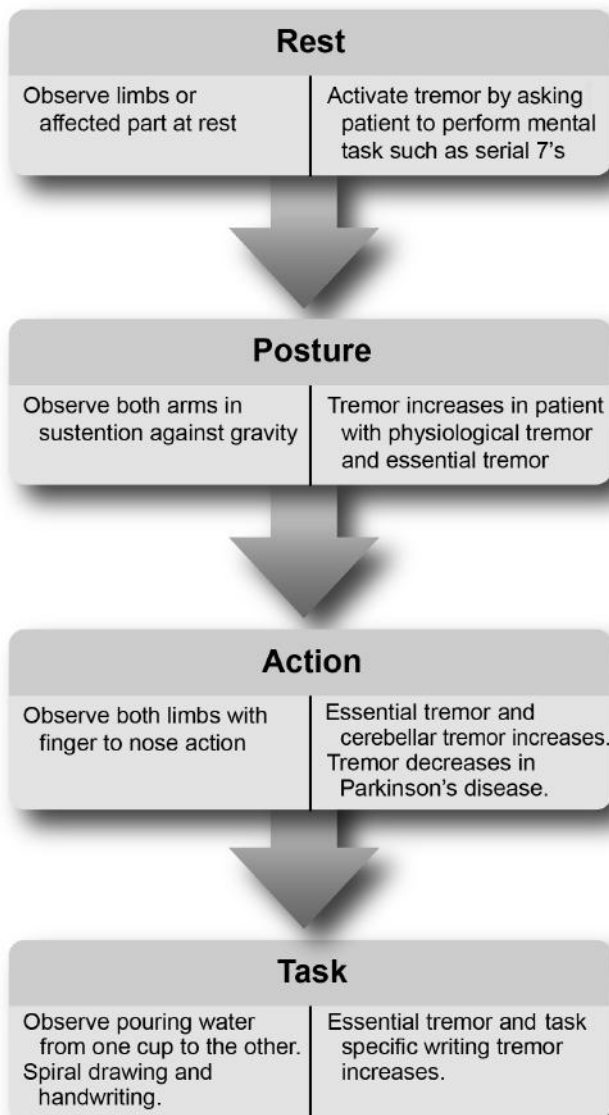 Rest
Observe limbs or
affected part at rest
Activate tremor by asking
patient to perform mental
task such as serial 7's
Posture
Observe both arms in
sustention against gravity
Tremor increases in patient
with physiological tremor
and essential tremor
Action
Observe both limbs with
finger to nose action
Essential tremor and
cerebellar tremor increases.
Tremor decreases in
Parkinson's disease.
Task
Observe pouring water
from one cup to the other.
Spiral drawing and
handwriting.
Essential tremor and task
specific writing tremor
increases.